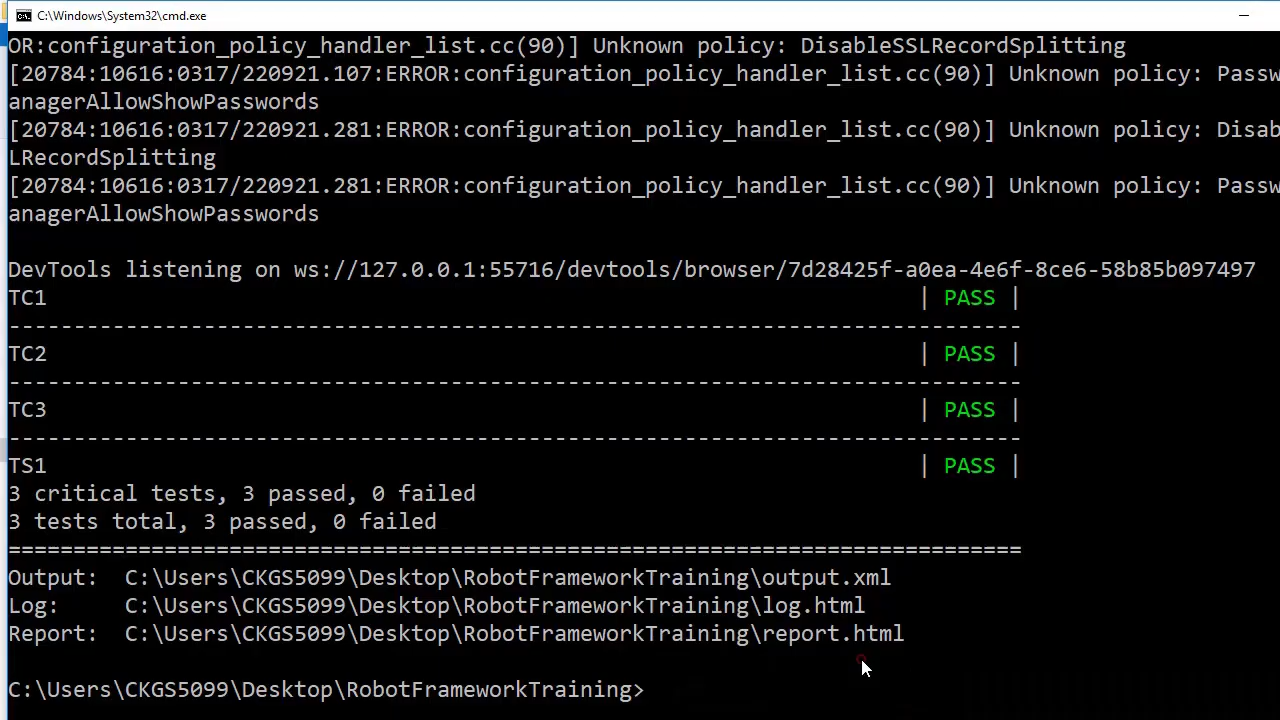 C:\Windows\System32\cmd.exe
OR:configuration_policy_handler_list.cc(90)] Unknown policy: DisableSSLRecordSplitting
[20784:10616:0317/220921.107:ERROR:configuration_policy_handler_list.cc(90)] Unknown policy: Passw
anagerAllowShowPasswords
[20784:10616:0317/220921.281:ERROR:configuration_policy_handler_list.cc(90)] Unknown policy: Disab
LRecordSplitting
[20784:10616:0317/220921.281:ERROR:configuration_policy_handler_list.cc(90)] Unknown policy: Passw
anagerAllowShowPasswords
DevTools listening on ws://127.0.0.1:55716/devtools/browser/7d28425f-a0ea-4e6f-8ce6-58b85b097497
TC1 | PASS |
------------------------------------------------------------------------------
TC2 | PASS |
------------------------------------------------------------------------------
TC3 | PASS |
------------------------------------------------------------------------------
TS1 | PASS |
3 critical tests, 3 passed, 0 failed
3 tests total, 3 passed, 0 failed
==============================================================================
Output:  C:\Users\CKGS5099\Desktop\RobotFrameworkTraining\output.xml
Log:     C:\Users\CKGS5099\Desktop\RobotFrameworkTraining\log.html
Report:  C:\Users\CKGS5099\Desktop\RobotFrameworkTraining\report.html
C:\Users\CKGS5099\Desktop\RobotFrameworkTraining>